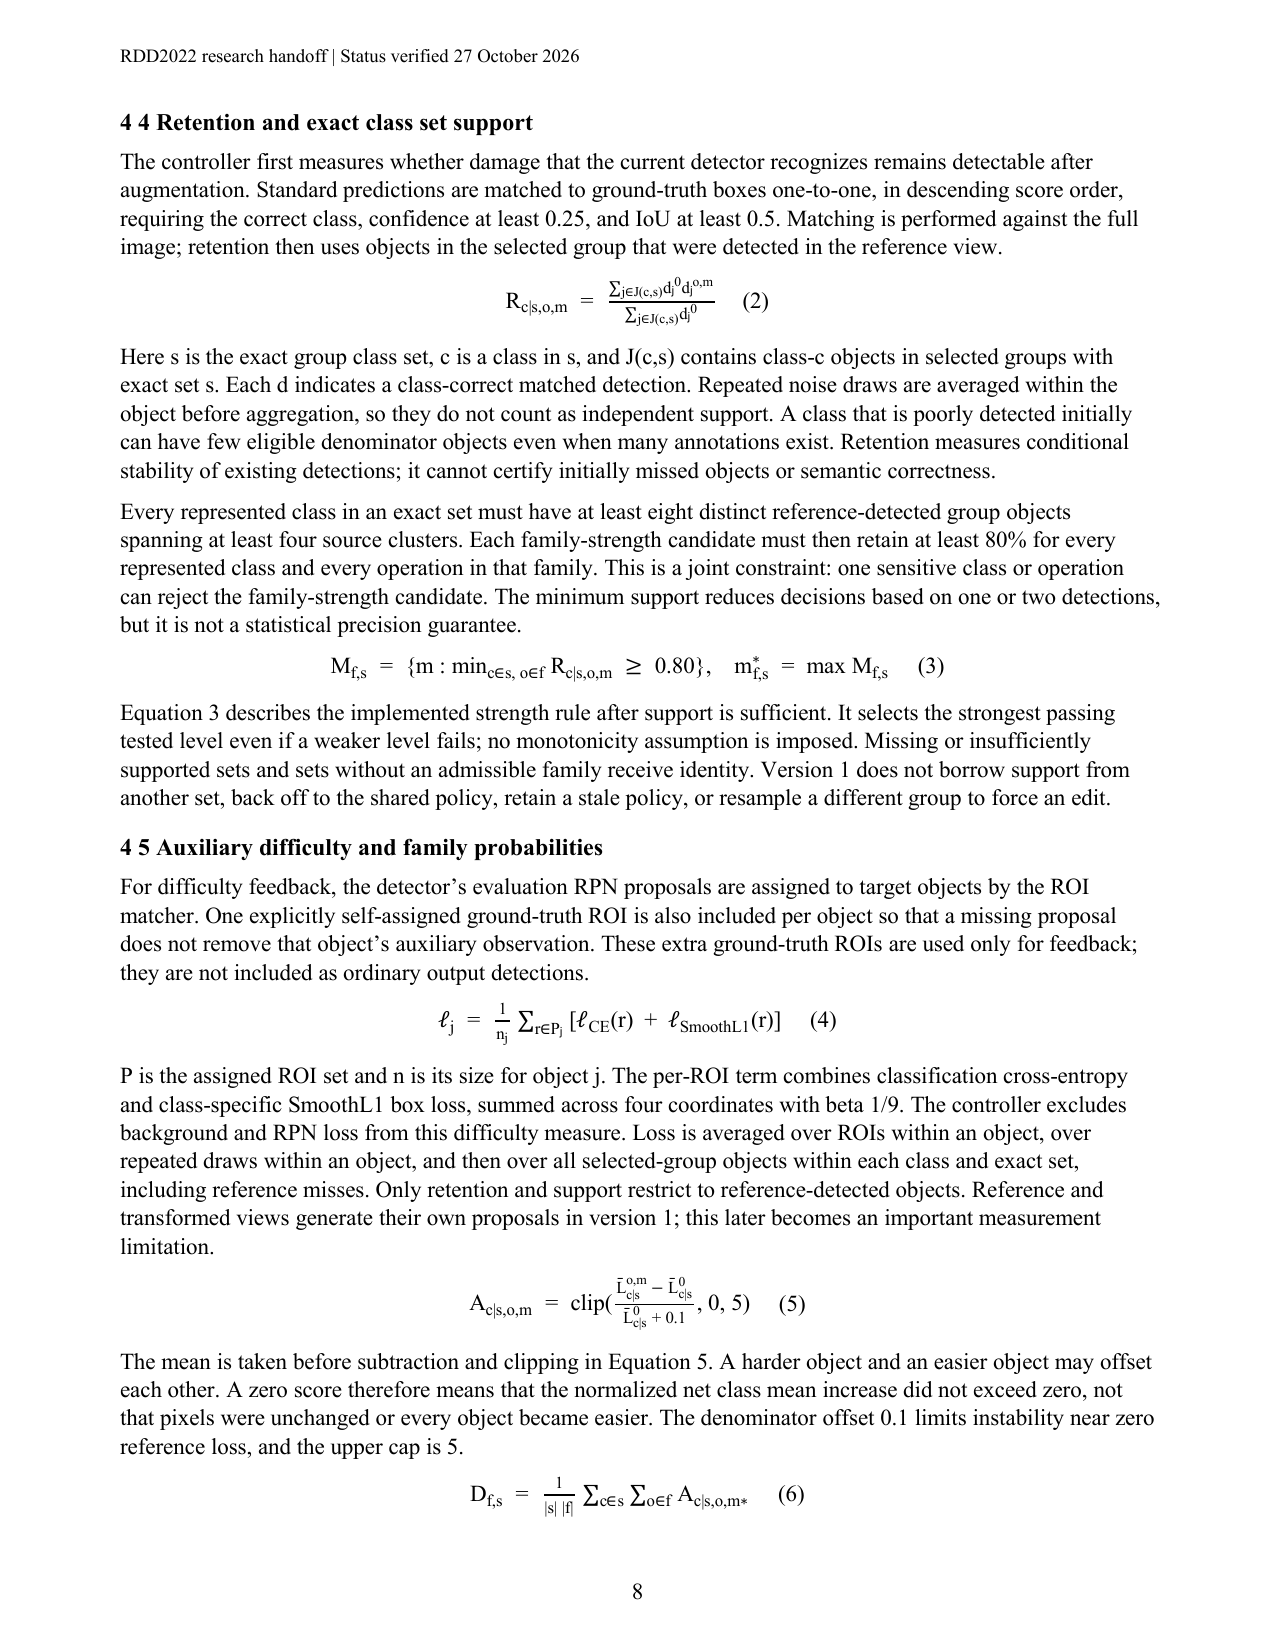 RDD2022 research handoff | Status verified 27 October 2026
4 4 Retention and exact class set support
The controller first measures whether damage that the current detector recognizes remains detectable after
augmentation. Standard predictions are matched to ground-truth boxes one-to-one, in descending score order,
requiring the correct class, confidence at least 0.25, and IoU at least 0.5. Matching is performed against the full
image; retention then uses objects in the selected group that were detected in the reference view.
R_{c|s,o,m} = \frac{∑_{j∈J(c,s)} d_j^0 d_j^{o,m}}{∑_{j∈J(c,s)} d_j^0} (2)
Here s is the exact group class set, c is a class in s, and J(c,s) contains class-c objects in selected groups with
exact set s. Each d indicates a class-correct matched detection. Repeated noise draws are averaged within the
object before aggregation, so they do not count as independent support. A class that is poorly detected initially
can have few eligible denominator objects even when many annotations exist. Retention measures conditional
stability of existing detections; it cannot certify initially missed objects or semantic correctness.
Every represented class in an exact set must have at least eight distinct reference-detected group objects
spanning at least four source clusters. Each family-strength candidate must then retain at least 80% for every
represented class and every operation in that family. This is a joint constraint: one sensitive class or operation
can reject the family-strength candidate. The minimum support reduces decisions based on one or two detections,
but it is not a statistical precision guarantee.
M_{f,s} = {m : min_{c∈s, o∈f} R_{c|s,o,m} ≥ 0.80}, m^*_{f,s} = max M_{f,s} (3)
Equation 3 describes the implemented strength rule after support is sufficient. It selects the strongest passing
tested level even if a weaker level fails; no monotonicity assumption is imposed. Missing or insufficiently
supported sets and sets without an admissible family receive identity. Version 1 does not borrow support from
another set, back off to the shared policy, retain a stale policy, or resample a different group to force an edit.
4 5 Auxiliary difficulty and family probabilities
For difficulty feedback, the detector’s evaluation RPN proposals are assigned to target objects by the ROI
matcher. One explicitly self-assigned ground-truth ROI is also included per object so that a missing proposal
does not remove that object’s auxiliary observation. These extra ground-truth ROIs are used only for feedback;
they are not included as ordinary output detections.
ℓ_j = \frac{1}{n_j} ∑_{r∈P_j} [ℓ_{CE}(r) + ℓ_{SmoothL1}(r)] (4)
P is the assigned ROI set and n is its size for object j. The per-ROI term combines classification cross-entropy
and class-specific SmoothL1 box loss, summed across four coordinates with beta 1/9. The controller excludes
background and RPN loss from this difficulty measure. Loss is averaged over ROIs within an object, over
repeated draws within an object, and then over all selected-group objects within each class and exact set,
including reference misses. Only retention and support restrict to reference-detected objects. Reference and
transformed views generate their own proposals in version 1; this later becomes an important measurement
limitation.
A_{c|s,o,m} = clip(\frac{L̄^{o,m}_{c|s} − L̄^0_{c|s}}{L̄^0_{c|s} + 0.1}, 0, 5) (5)
The mean is taken before subtraction and clipping in Equation 5. A harder object and an easier object may offset
each other. A zero score therefore means that the normalized net class mean increase did not exceed zero, not
that pixels were unchanged or every object became easier. The denominator offset 0.1 limits instability near zero
reference loss, and the upper cap is 5.
D_{f,s} = \frac{1}{|s| |f|} ∑_{c∈s} ∑_{o∈f} A_{c|s,o,m*} (6)
8